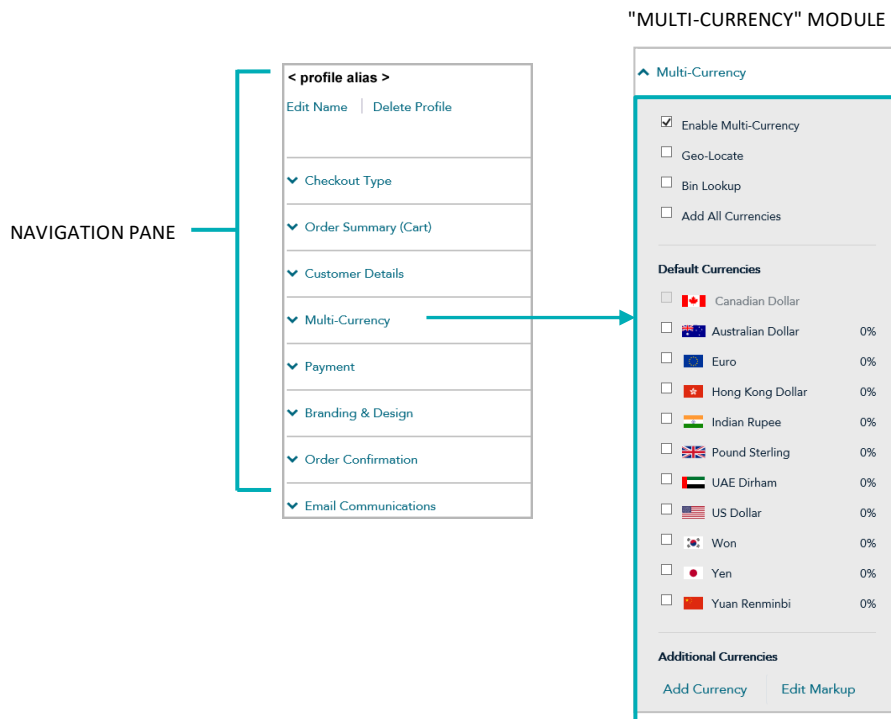 "MULTI-CURRENCY" MODULE
NAVIGATION PANE
< profile alias >
Edit Name | Delete Profile
Checkout Type
Order Summary (Cart)
Customer Details
Multi-Currency
Payment
Branding & Design
Order Confirmation
Email Communications
Multi-Currency
Enable Multi-Currency
Geo-Locate
Bin Lookup
Add All Currencies
Default Currencies
Canadian Dollar
Australian Dollar 0%
Euro 0%
Hong Kong Dollar 0%
Indian Rupee 0%
Pound Sterling 0%
UAE Dirham 0%
US Dollar 0%
Won 0%
Yen 0%
Yuan Renminbi 0%
Additional Currencies
Add Currency Edit Markup